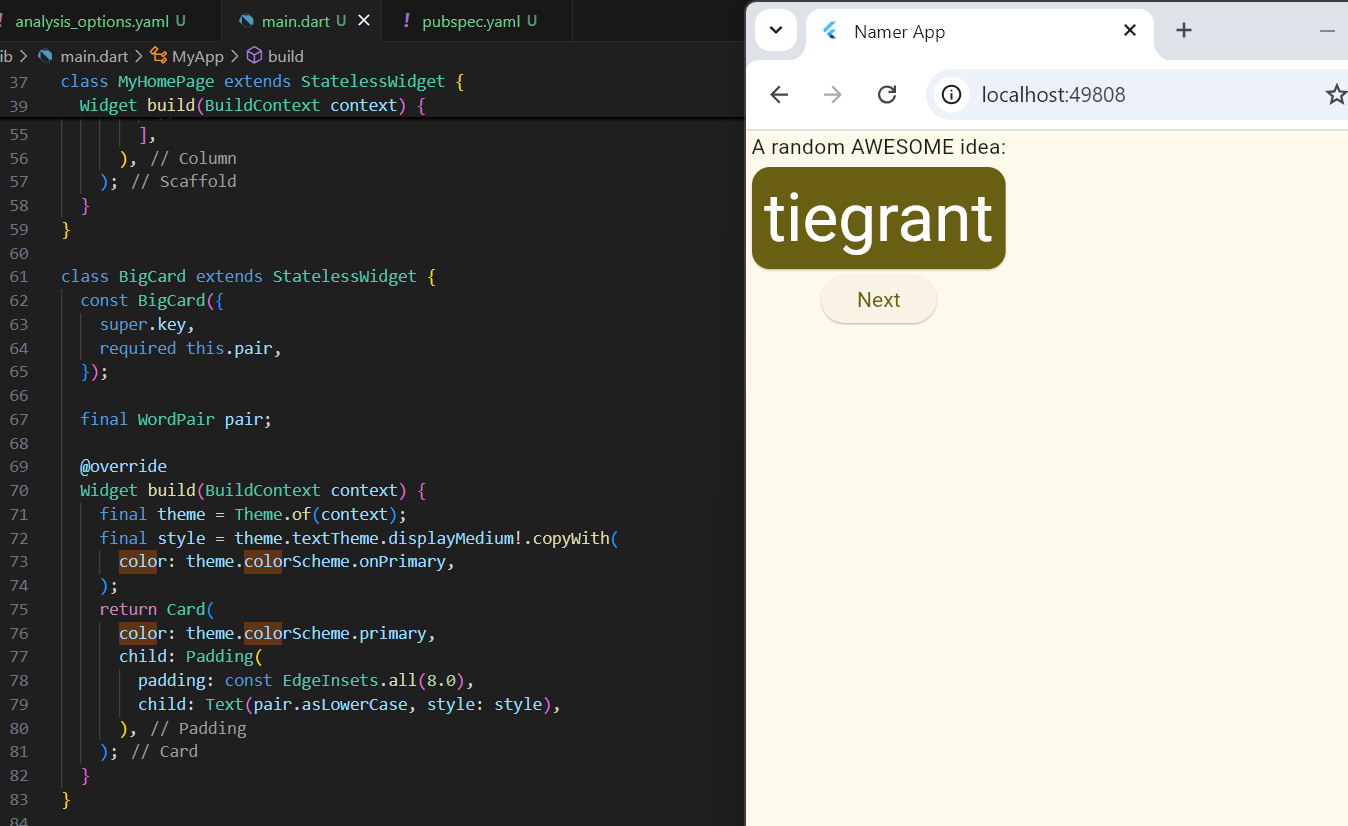 ! analysis_options.yaml U
main.dart U
! pubspec.yaml U
ib > main.dart > MyApp > build
37 class MyHomePage extends StatelessWidget {
39 Widget build(BuildContext context) {
55 ],
56 ), // Column
57 ); // Scaffold
58 }
59 }
60
61 class BigCard extends StatelessWidget {
62 const BigCard({
63 super.key,
64 required this.pair,
65 });
66
67 final WordPair pair;
68
69 @override
70 Widget build(BuildContext context) {
71 final theme = Theme.of(context);
72 final style = theme.textTheme.displayMedium!.copyWith(
73 color: theme.colorScheme.onPrimary,
74 );
75 return Card(
76 color: theme.colorScheme.primary,
77 child: Padding(
78 padding: const EdgeInsets.all(8.0),
79 child: Text(pair.asLowerCase, style: style),
80 ), // Padding
81 ); // Card
82 }
83 }
84
Namer App
localhost:49808
A random AWESOME idea:
tiegrant
Next